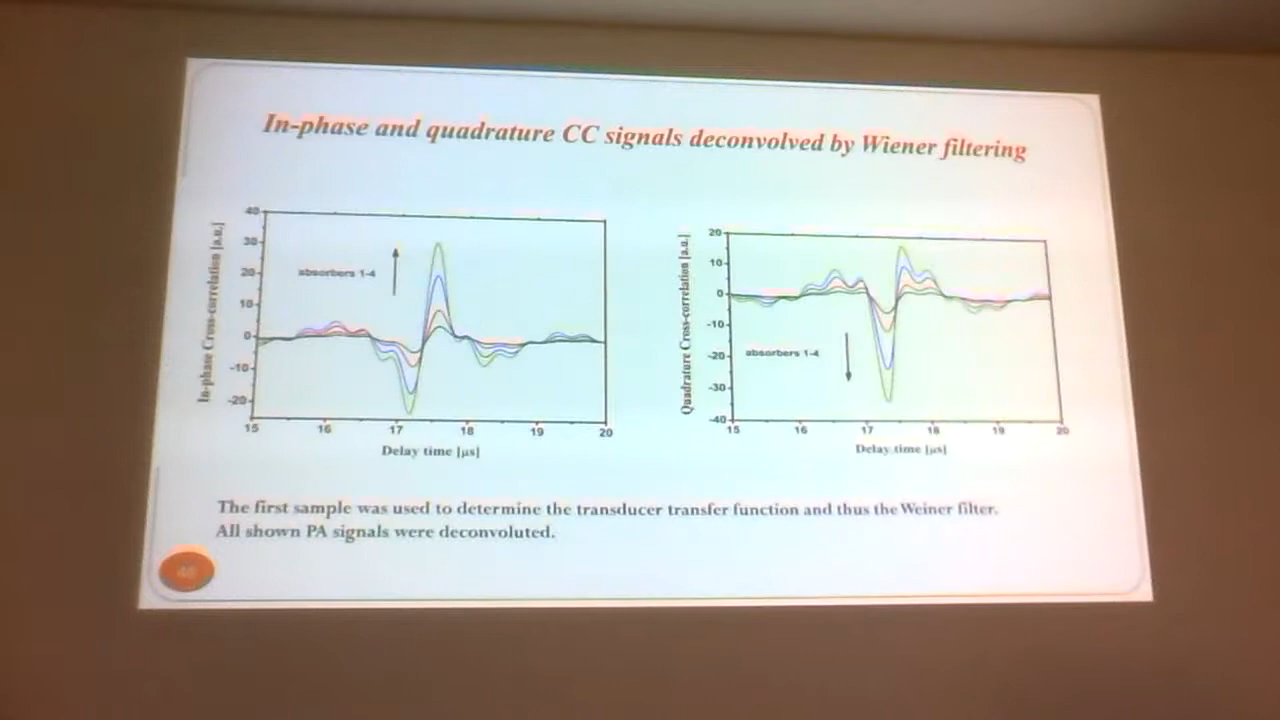 In-phase and quadrature CC signals deconvolved by Wiener filtering
In-phase Cross-correlation [a.u.]
40
30
20
10
0
-10
-20
absorbers 1-4
15 16 17 18 19 20
Delay time [µs]
Quadrature Cross-correlation [a.u.]
20
10
0
-10
-20
-30
-40
absorbers 1-4
15 16 17 18 19 20
Delay time [µs]
The first sample was used to determine the transducer transfer function and thus the Weiner filter.
All shown PA signals were deconvoluted.